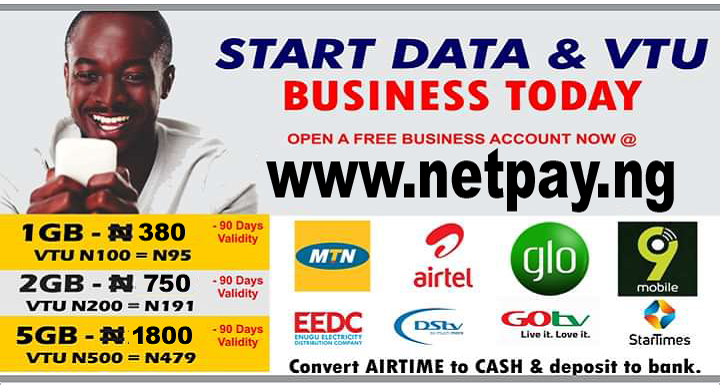 START DATA & VTU
BUSINESS TODAY
OPEN A FREE BUSINESS ACCOUNT NOW @
www.netpay.ng
1GB - ₦ 380
- 90 Days
Validity
VTU N100 = N95
2GB - ₦ 750
- 90 Days
Validity
VTU N200 = N191
5GB - ₦ 1800
- 90 Days
Validity
VTU N500 = N479
MTN
airtel
glo
9
mobile
EEDC
ENUGU ELECTRICITY
DISTRIBUTION COMPANY
DStv
so much more
GOtv
Live it. Love it.
StarTimes
Convert AIRTIME to CASH & deposit to bank.